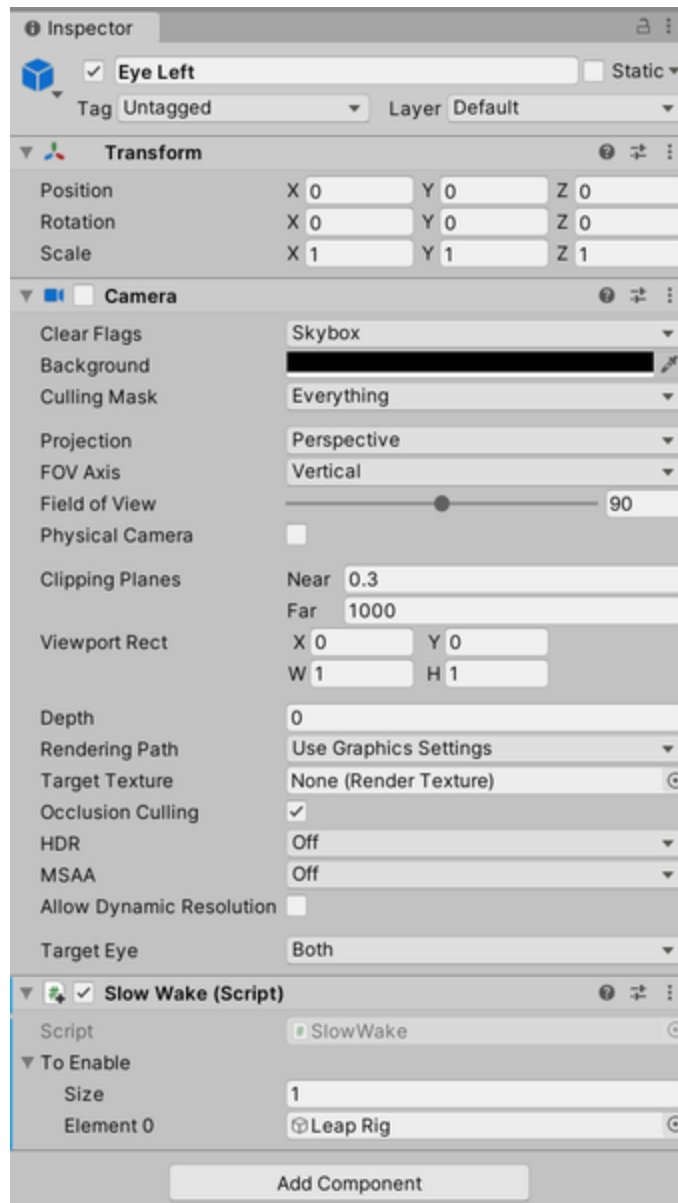 Inspector
Eye Left Static
Tag Untagged Layer Default
Transform
Position X 0 Y 0 Z 0
Rotation X 0 Y 0 Z 0
Scale X 1 Y 1 Z 1
Camera
Clear Flags Skybox
Background
Culling Mask Everything
Projection Perspective
FOV Axis Vertical
Field of View 90
Physical Camera
Clipping Planes Near 0.3
Far 1000
Viewport Rect X 0 Y 0
W 1 H 1
Depth 0
Rendering Path Use Graphics Settings
Target Texture None (Render Texture)
Occlusion Culling
HDR Off
MSAA Off
Allow Dynamic Resolution
Target Eye Both
Slow Wake (Script)
Script # SlowWake
To Enable
Size 1
Element 0 Leap Rig
Add Component